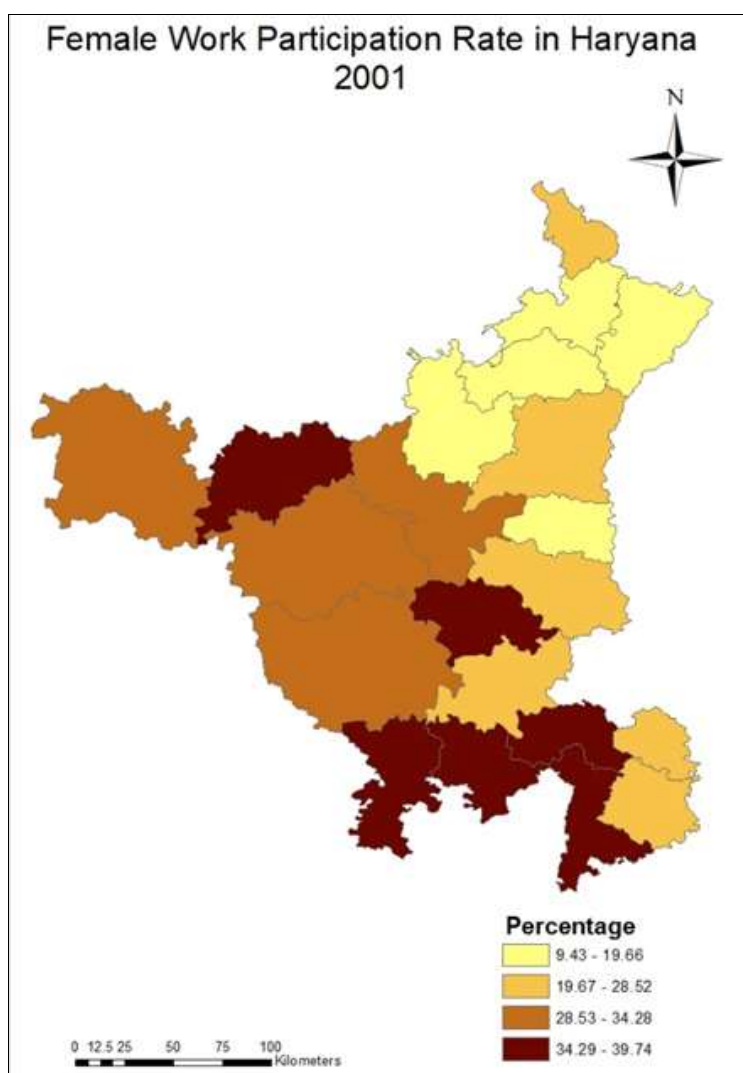 Female Work Participation Rate in Haryana
2001
N
Percentage
9.43 - 19.66
19.67 - 28.52
28.53 - 34.28
34.29 - 39.74
0 12.5 25 50 75 100
Kilometers